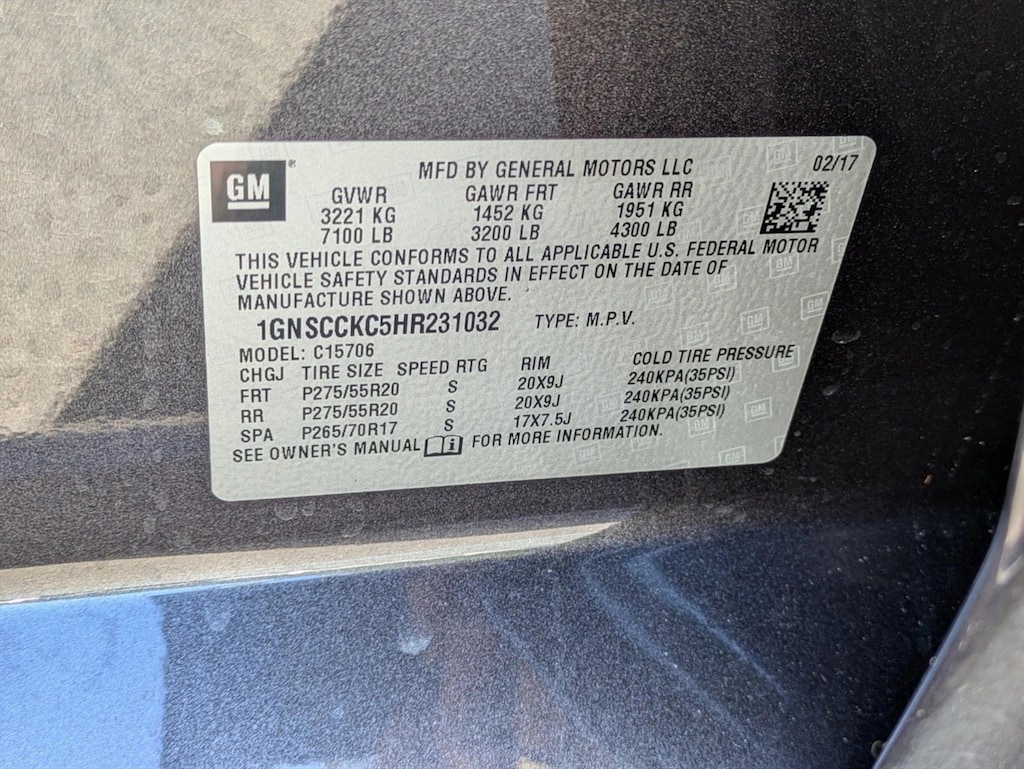 GM ® MFD BY GENERAL MOTORS LLC 02/17
GVWR GAWR FRT GAWR RR
3221 KG 1452 KG 1951 KG
7100 LB 3200 LB 4300 LB
THIS VEHICLE CONFORMS TO ALL APPLICABLE U.S. FEDERAL MOTOR
VEHICLE SAFETY STANDARDS IN EFFECT ON THE DATE OF
MANUFACTURE SHOWN ABOVE.
1GNSCCKC5HR231032 TYPE: M.P.V.
MODEL: C15706
CHGJ TIRE SIZE SPEED RTG RIM COLD TIRE PRESSURE
FRT P275/55R20 S 20X9J 240KPA(35PSI)
RR P275/55R20 S 20X9J 240KPA(35PSI)
SPA P265/70R17 S 17X7.5J 240KPA(35PSI)
SEE OWNER'S MANUAL i FOR MORE INFORMATION.